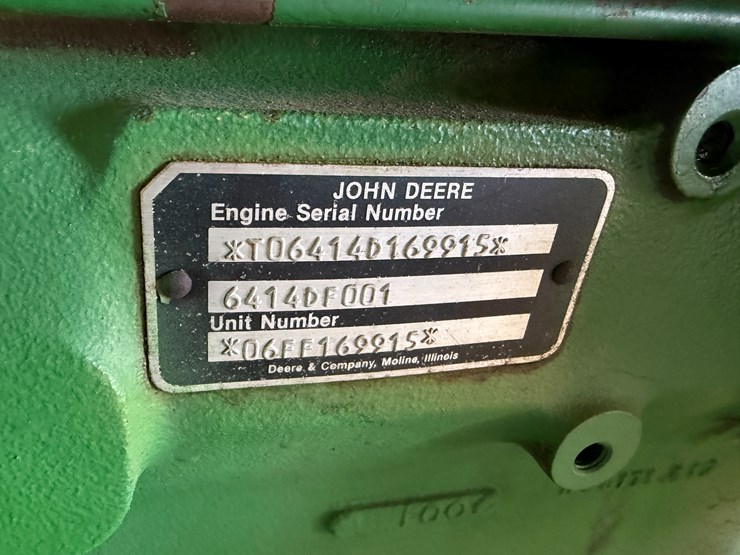 JOHN DEERE
Engine Serial Number
*T06414D169915*
6414DF001
Unit Number
*06FF169915*
Deere & Company, Moline, Illinois